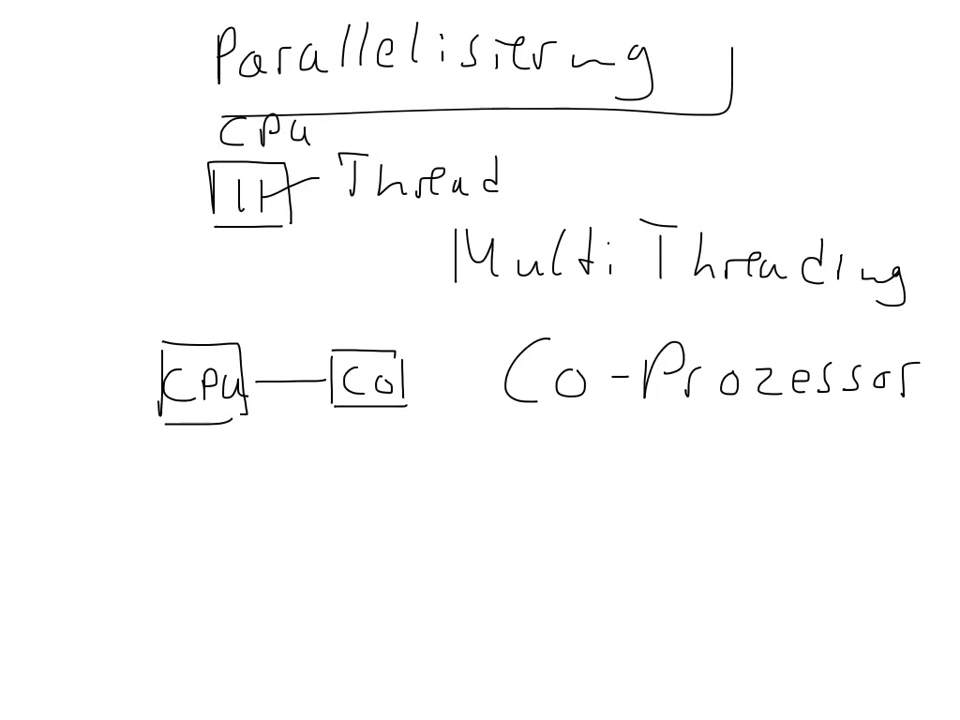 Parallelisierung
CPU
Thread
Multi Threading
CPU Co Co-Prozessor